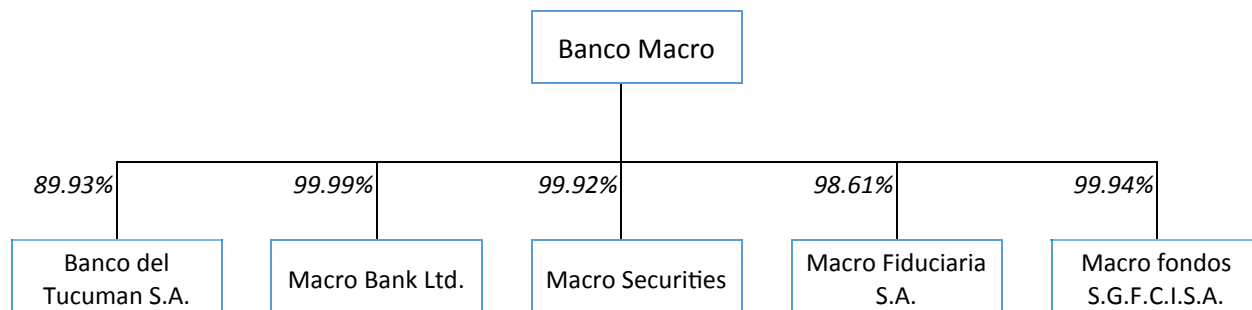 Banco Macro
89.93%
99.99%
99.92%
98.61%
99.94%
Banco del
Tucuman S.A.
Macro Bank Ltd.
Macro Securities
Macro Fiduciaria
S.A.
Macro fondos
S.G.F.C.I.S.A.